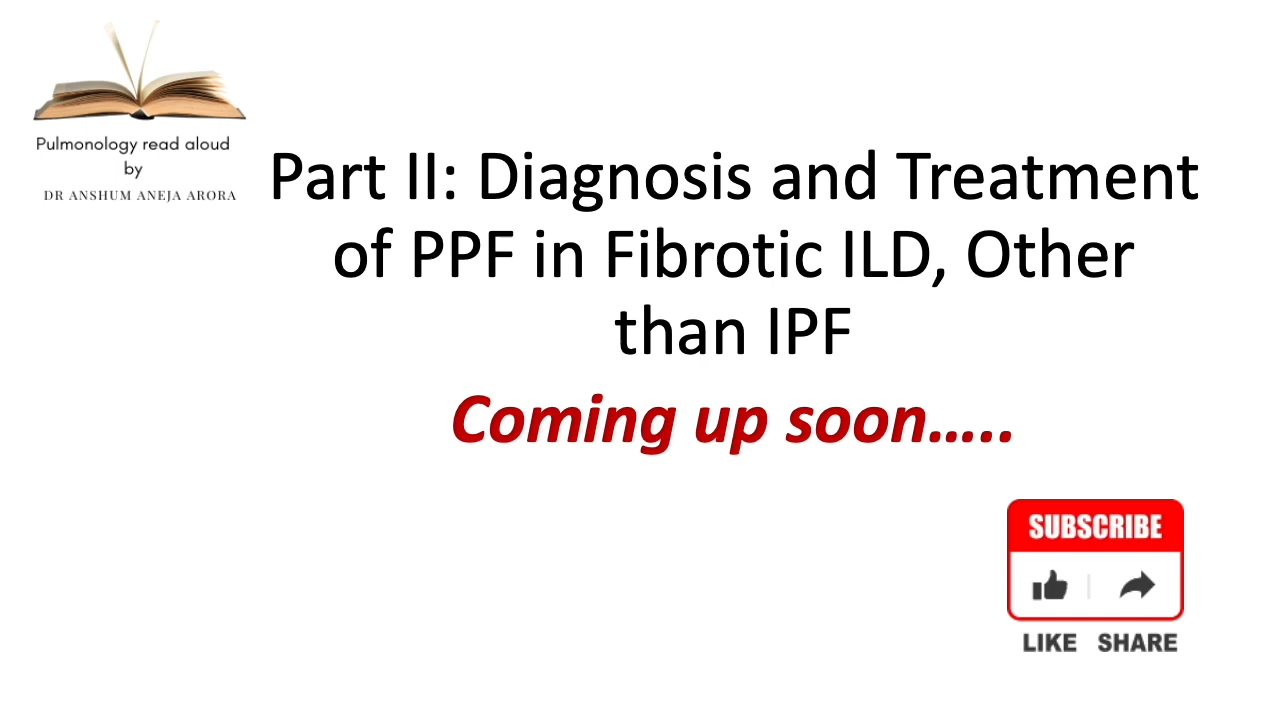 Pulmonology read aloud
by
DR ANSHUM ANEJA ARORA
Part II: Diagnosis and Treatment
of PPF in Fibrotic ILD, Other
than IPF
Coming up soon…..
SUBSCRIBE
LIKE SHARE